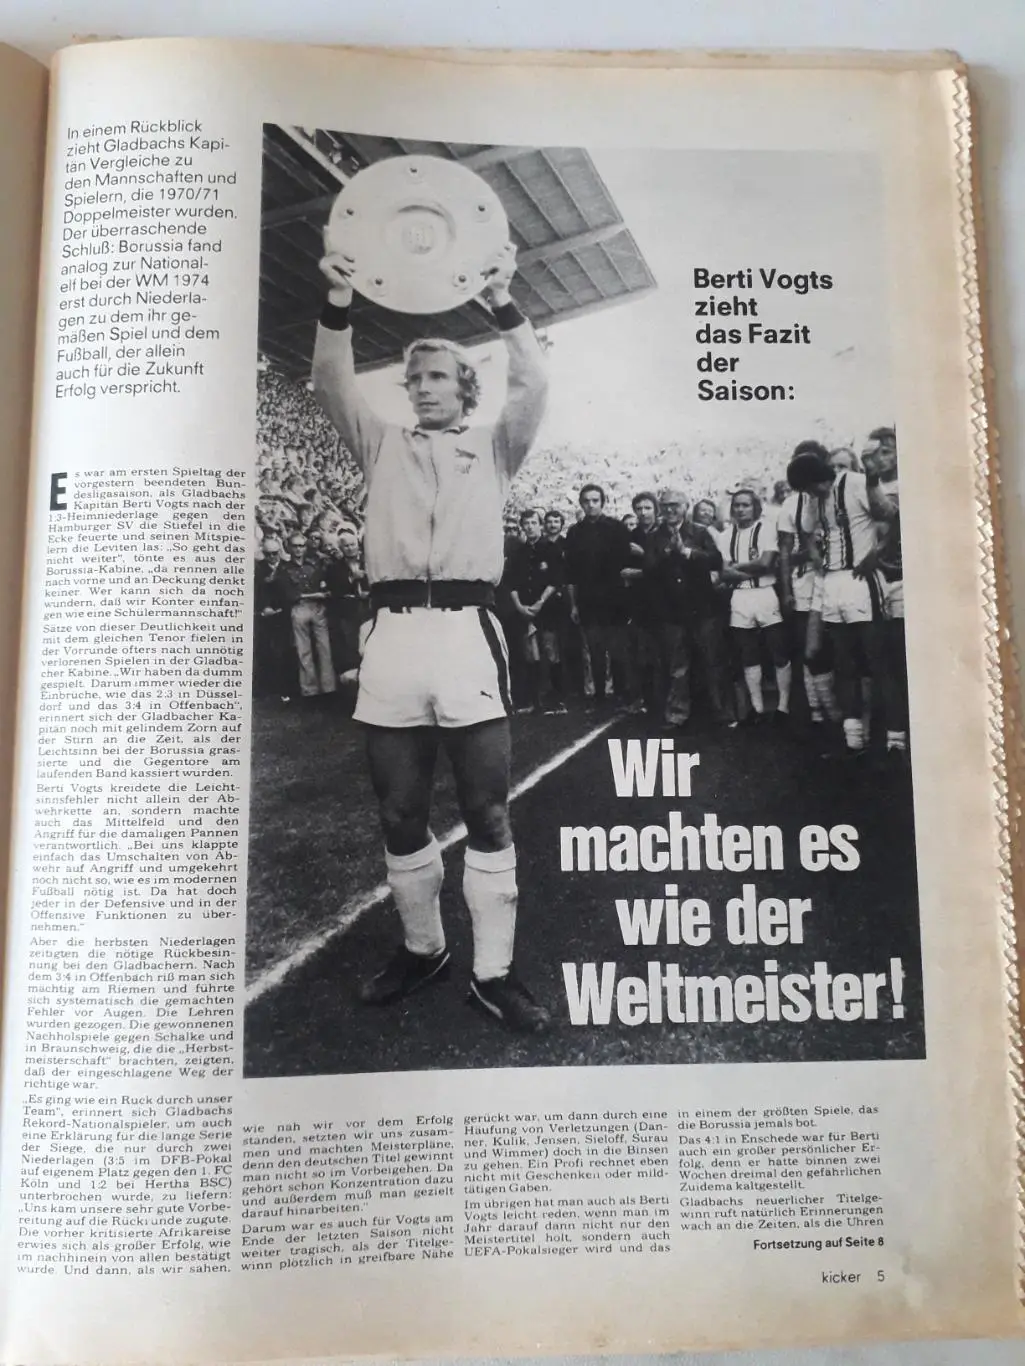 In einem Rückblick
zieht Gladbachs Kapi-
tän Vergleiche zu
den Mannschaften und
Spielern, die 1970/71
Doppelmeister wurden.
Der überraschende
Schluß: Borussia fand
analog zur National-
elf bei der WM 1974
erst durch Niederla-
gen zu dem ihr ge-
mäßen Spiel und dem
Fußball, der allein
auch für die Zukunft
Erfolg verspricht.
Berti Vogts
zieht
das Fazit
der
Saison:
Wir
machten es
wie der
Weltmeister!
Es war am ersten Spieltag der
vorgestern beendeten Bun-
desligasaison, als Gladbachs
Kapitän Berti Vogts nach der
1:3-Heimniederlage gegen den
Hamburger SV die Stiefel in die
Ecke feuerte und seinen Mitspie-
lern die Leviten las: „So geht das
nicht weiter", tönte es aus der
Borussia-Kabine, „da rennen alle
nach vorne und an Deckung denkt
keiner. Wer kann sich da noch
wundern, daß wir Konter einfan-
gen wie eine Schülermannschaft!"
Sätze von dieser Deutlichkeit und
mit dem gleichen Tenor fielen in
der Vorrunde öfters nach unnötig
verlorenen Spielen in der Gladba-
cher Kabine. „Wir haben da dumm
gespielt. Darum immer wieder die
Einbrüche, wie das 2:3 in Düssel-
dorf und das 3:4 in Offenbach",
erinnert sich der Gladbacher Ka-
pitän noch mit gelindem Zorn auf
der Stirn an die Zeit, als der
Leichtsinn bei der Borussia gras-
sierte und die Gegentore am
laufenden Band kassiert wurden.
Berti Vogts kreidete die Leicht-
sinnsfehler nicht allein der Ab-
wehrkette an, sondern machte
auch das Mittelfeld und den
Angriff für die damaligen Pannen
verantwortlich. „Bei uns klappte
einfach das Umschalten von Ab-
wehr auf Angriff und umgekehrt
noch nicht so, wie es im modernen
Fußball nötig ist. Da hat doch
jeder in der Defensive und in der
Offensive Funktionen zu über-
nehmen."
Aber die herbsten Niederlagen
zeitigten die nötige Rückbesin-
nung bei den Gladbachern. Nach
dem 3:4 in Offenbach riß man sich
mächtig am Riemen und führte
sich systematisch die gemachten
Fehler vor Augen. Die Lehren
wurden gezogen. Die gewonnenen
Nachholspiele gegen Schalke und
in Braunschweig, die die „Herbst-
meisterschaft" brachten, zeigten,
daß der eingeschlagene Weg der
richtige war.
„Es ging wie ein Ruck durch unser
Team", erinnert sich Gladbachs
Rekord-Nationalspieler, um auch
eine Erklärung für die lange Serie
der Siege, die nur durch zwei
Niederlagen (3:5 im DFB-Pokal
auf eigenem Platz gegen den 1. FC
Köln und 1:2 bei Hertha BSC)
unterbrochen wurde, zu liefern:
„Uns kam unsere sehr gute Vorbe-
reitung auf die Rückrunde zugute.
Die vorher kritisierte Afrikareise
erwies sich als großer Erfolg, wie
im nachhinein von allen bestätigt
wurde. Und dann, als wir sahen,
wie nah wir vor dem Erfolg
standen, setzten wir uns zusam-
men und machten Meisterpläne,
denn den deutschen Titel gewinnt
man nicht so im Vorbeigehen. Da
gehört schon Konzentration dazu
und außerdem muß man gezielt
darauf hinarbeiten."
Darum war es auch für Vogts am
Ende der letzten Saison nicht
weiter tragisch, als der Titelge-
winn plötzlich in greifbare Nähe
gerückt war, um dann durch eine
Häufung von Verletzungen (Dan-
ner, Kulik, Jensen, Sieloff, Surau
und Wimmer) doch in die Binsen
zu gehen. Ein Profi rechnet eben
nicht mit Geschenken oder mild-
tätigen Gaben.
Im übrigen hat man auch als Berti
Vogts leicht reden, wenn man im
Jahr darauf dann nicht nur den
Meistertitel holt, sondern auch
UEFA-Pokalsieger wird und das
in einem der größten Spiele, das
die Borussia jemals bot.
Das 4:1 in Enschede war für Berti
auch ein großer persönlicher Er-
folg, denn er hatte binnen zwei
Wochen dreimal den gefährlichen
Zuidema kaltgestellt.
Gladbachs neuerlicher Titelge-
winn ruft natürlich Erinnerungen
wach an die Zeiten, als die Uhren
Fortsetzung auf Seite 8
kicker 5